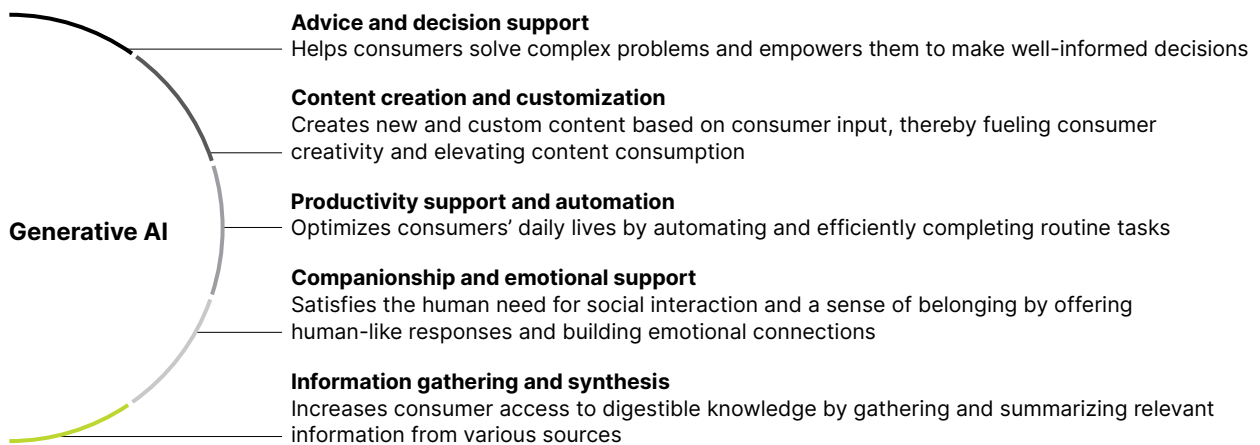 Generative AI
Advice and decision support
Helps consumers solve complex problems and empowers them to make well-informed decisions
Content creation and customization
Creates new and custom content based on consumer input, thereby fueling consumer
creativity and elevating content consumption
Productivity support and automation
Optimizes consumers’ daily lives by automating and efficiently completing routine tasks
Companionship and emotional support
Satisfies the human need for social interaction and a sense of belonging by offering
human-like responses and building emotional connections
Information gathering and synthesis
Increases consumer access to digestible knowledge by gathering and summarizing relevant
information from various sources